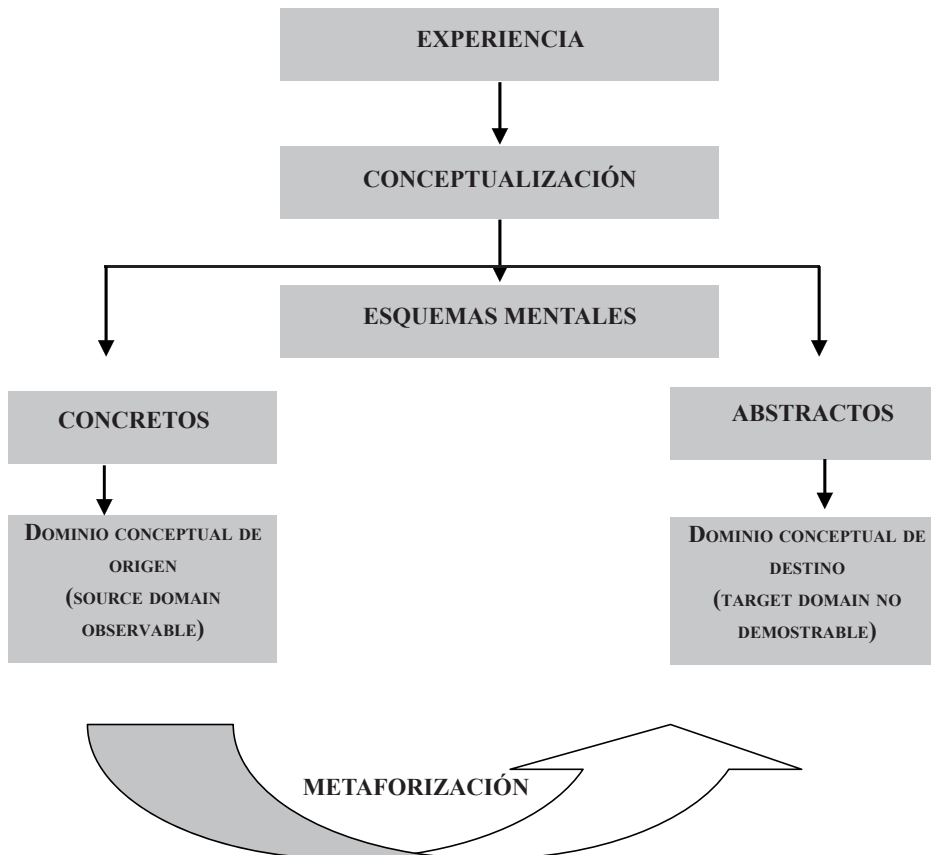 EXPERIENCIA
CONCEPTUALIZACIÓN
ESQUEMAS MENTALES
CONCRETOS
DOMINIO CONCEPTUAL DE
ORIGEN
(SOURCE DOMAIN
OBSERVABLE)
ABSTRACTOS
DOMINIO CONCEPTUAL DE
DESTINO
(TARGET DOMAIN NO
DEMOSTRABLE)
METAFORIZACIÓN